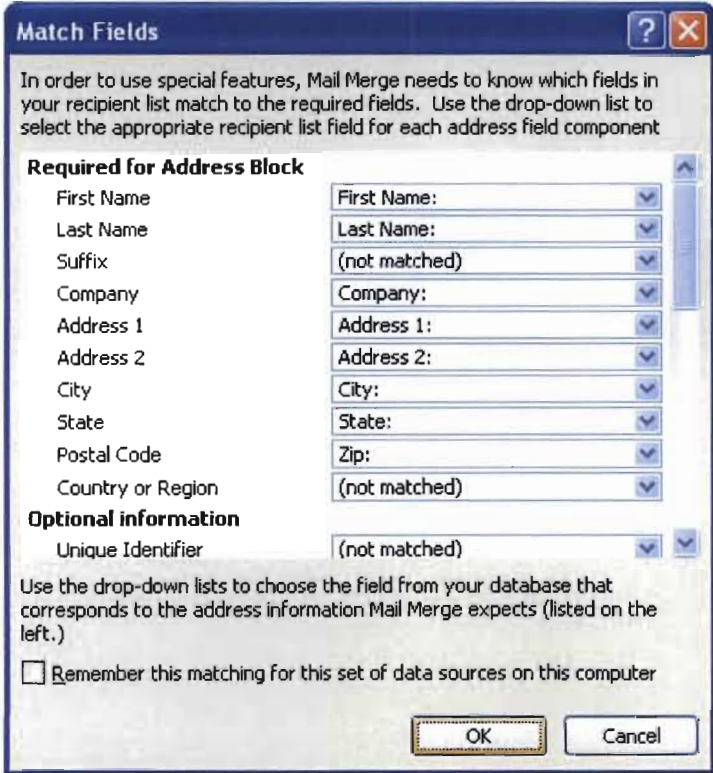 Match Fields
In order to use special features, Mail Merge needs to know which fields in
your recipient list match to the required fields. Use the drop-down list to
select the appropriate recipient list field for each address field component
Required for Address Block
First Name First Name:
Last Name Last Name:
Suffix (not matched)
Company Company:
Address 1 Address 1:
Address 2 Address 2:
City City:
State State:
Postal Code Zip:
Country or Region (not matched)
Optional information
Unique Identifier (not matched)
Use the drop-down lists to choose the field from your database that
corresponds to the address information Mail Merge expects (listed on the
left.)
Remember this matching for this set of data sources on this computer
OK Cancel